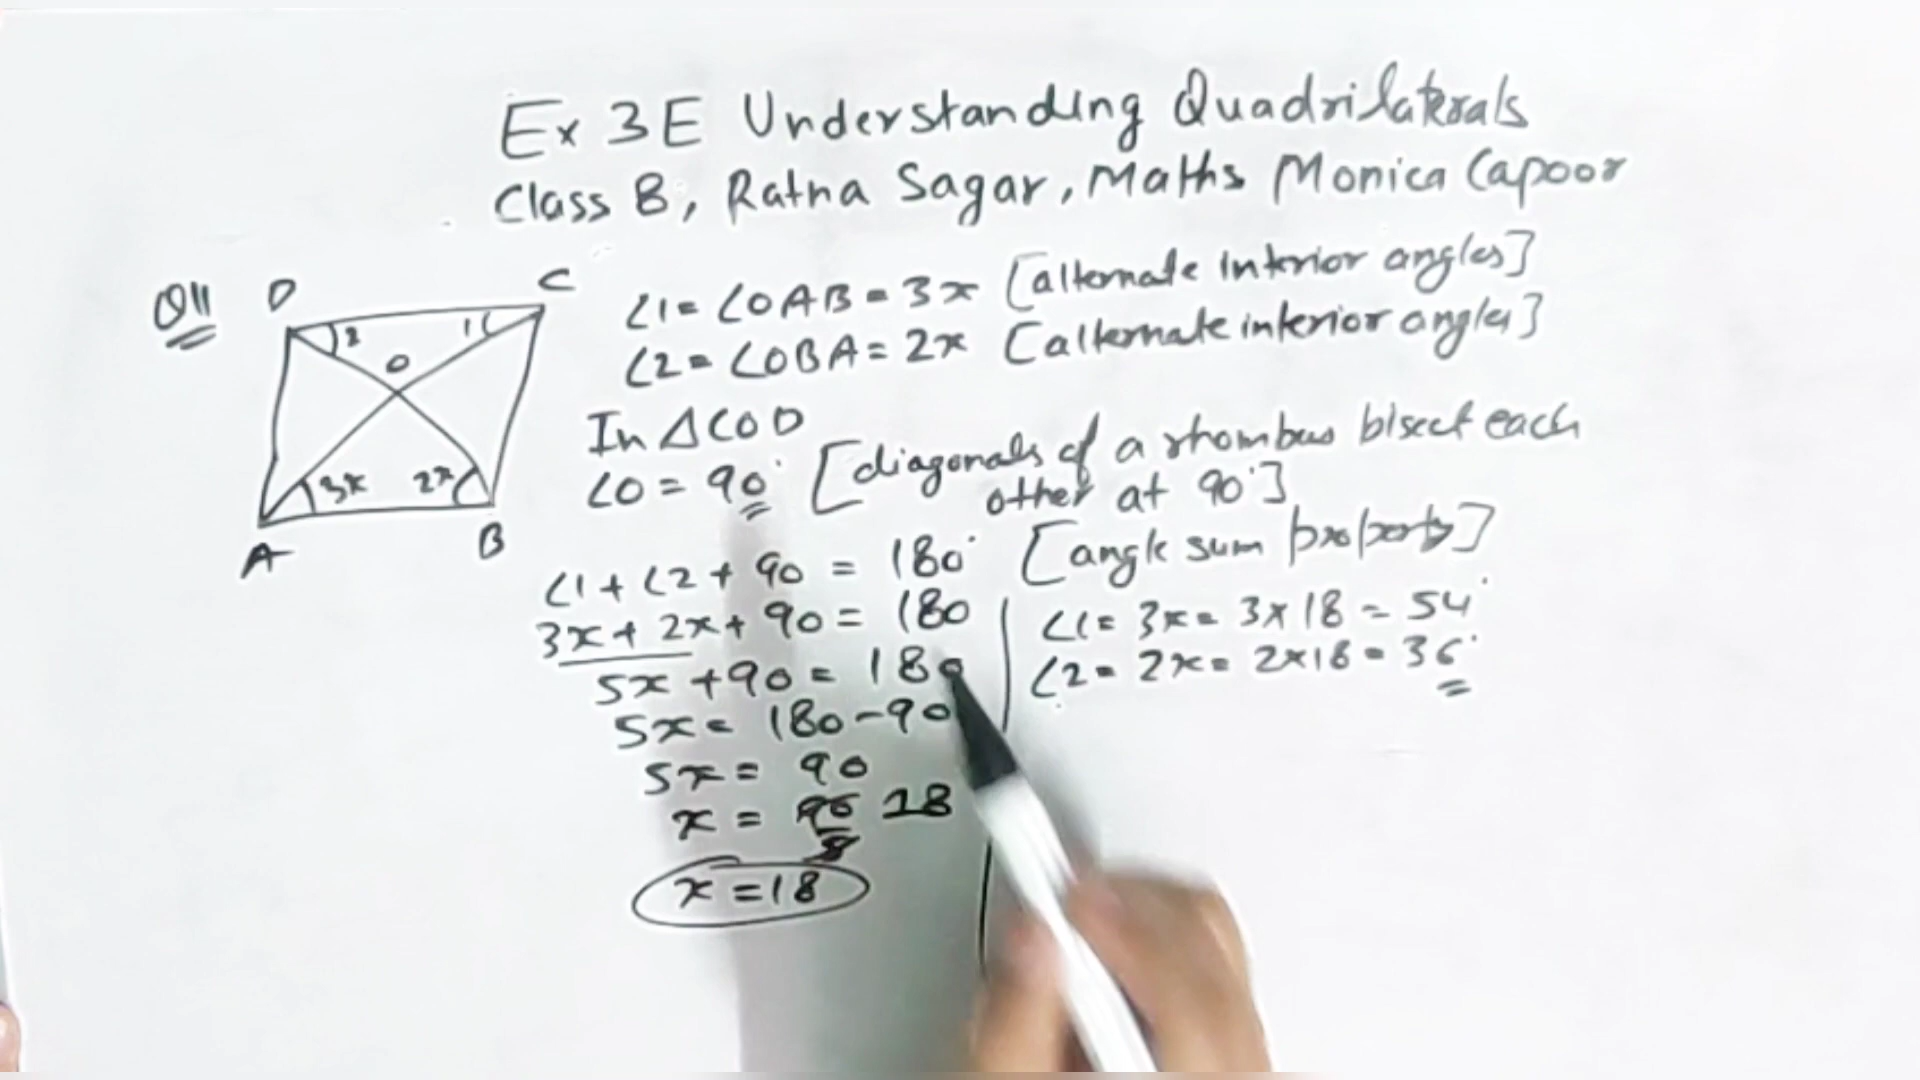 Ex 3E Understanding Quadrilaterals
Class 8, Ratna Sagar, Maths Monica Capoor
Q11
D
C
2
1
O
3x
2x
A
B
∠1 = ∠OAB = 3x [alternate interior angles]
∠2 = ∠OBA = 2x [alternate interior angles]
In △COD
∠O = 90° [diagonals of a rhombus bisect each
other at 90°]
∠1 + ∠2 + 90 = 180° [angle sum property]
3x + 2x + 90 = 180
5x + 90 = 180
5x = 180 - 90
5x = 90
x = 90/5 18
x = 18
∠1 = 3x = 3 × 18 = 54°
∠2 = 2x = 2 × 18 = 36°